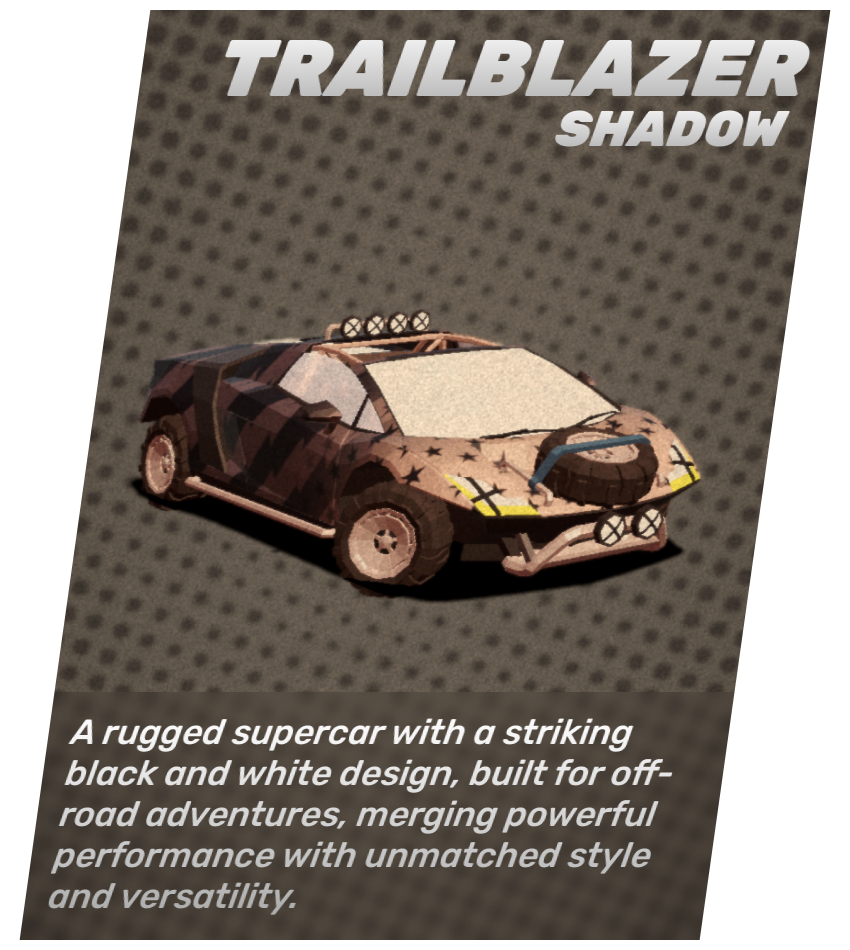 TRAILBLAZER
SHADOW
A rugged supercar with a striking
black and white design, built for off-
road adventures, merging powerful
performance with unmatched style
and versatility.